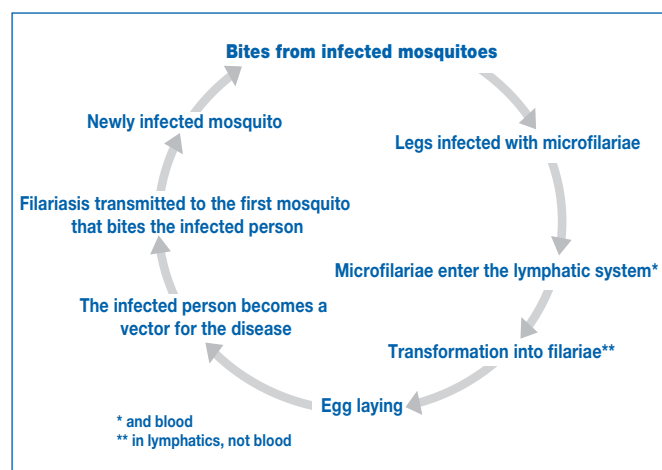 Bites from infected mosquitoes
Legs infected with microfilariae
Microfilariae enter the lymphatic system*
Transformation into filariae**
Egg laying
The infected person becomes a
vector for the disease
Filariasis transmitted to the first mosquito
that bites the infected person
Newly infected mosquito
* and blood
** in lymphatics, not blood